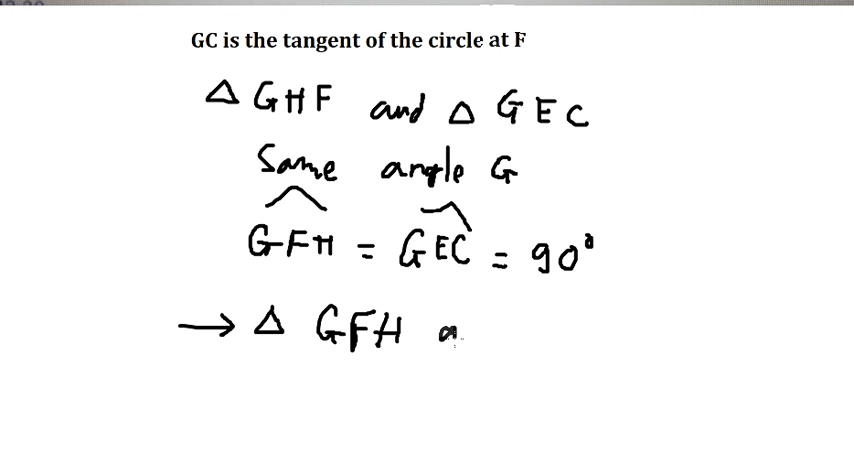 GC is the tangent of the circle at F
△ GHF and △ GEC
Same angle G
GFH = GEC = 90°
→ △ GFH a